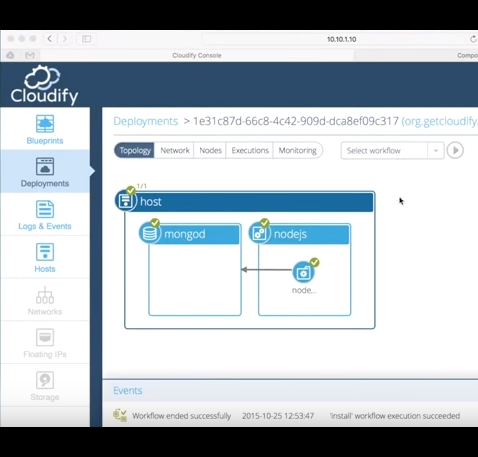 10.10.1.10
Cloudify Console
Compo
Cloudify
Deployments > 1e31c87d-66c8-4c42-909d-dca8ef09c317 (org.getcloudify.
Blueprints
Topology Network Nodes Executions Monitoring Select workflow
Deployments
1/1
host
Logs & Events
mongod nodejs
Hosts
node...
Networks
Floating IPs
Storage
Events
Workflow ended successfully 2015-10-25 12:53:47 'install' workflow execution succeeded